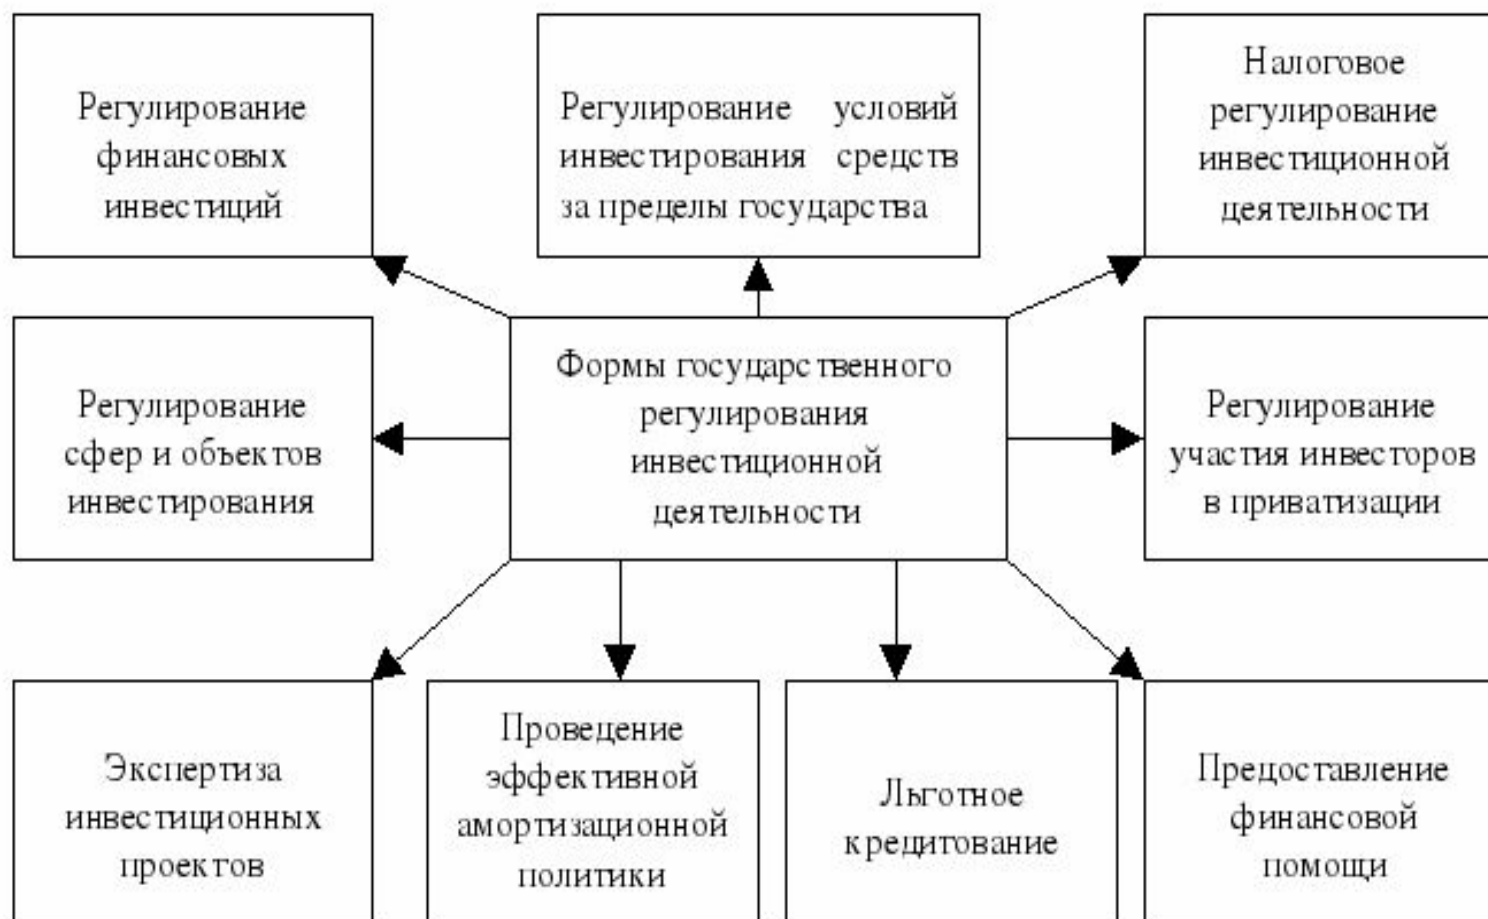 Регулирование
финансовых
инвестиций
Регулирование условий
инвестирования средств
за пределы государства
Налоговое
регулирование
инвестиционной
деятельности
Регулирование
сфер и объектов
инвестирования
Формы государственного
регулирования
инвестиционной
деятельности
Регулирование
участия инвесторов
в приватизации
Экспертиза
инвестиционных
проектов
Проведение
эффективной
амортизационной
политики
Льготное
кредитование
Предоставление
финансовой
помощи